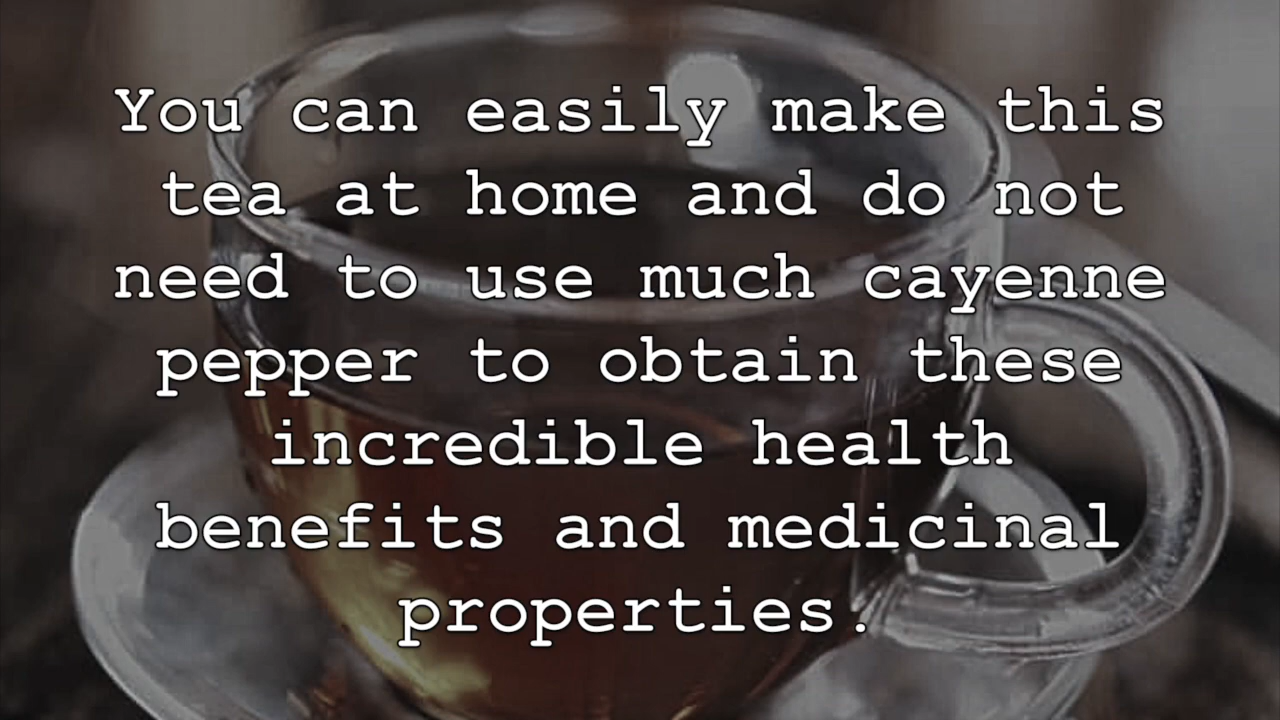 You can easily make this
tea at home and do not
need to use much cayenne
pepper to obtain these
incredible health
benefits and medicinal
properties.